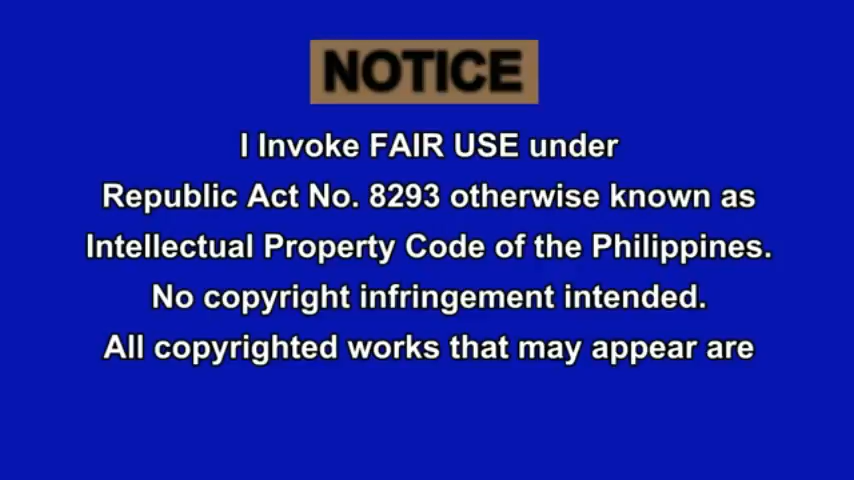 NOTICE
I Invoke FAIR USE under
Republic Act No. 8293 otherwise known as
Intellectual Property Code of the Philippines.
No copyright infringement intended.
All copyrighted works that may appear are